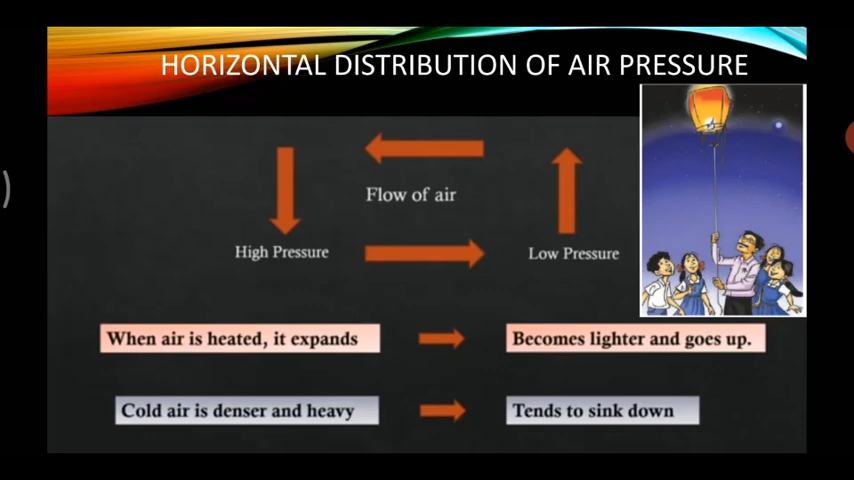 HORIZONTAL DISTRIBUTION OF AIR PRESSURE
Flow of air
High Pressure
Low Pressure
When air is heated, it expands
Becomes lighter and goes up.
Cold air is denser and heavy
Tends to sink down